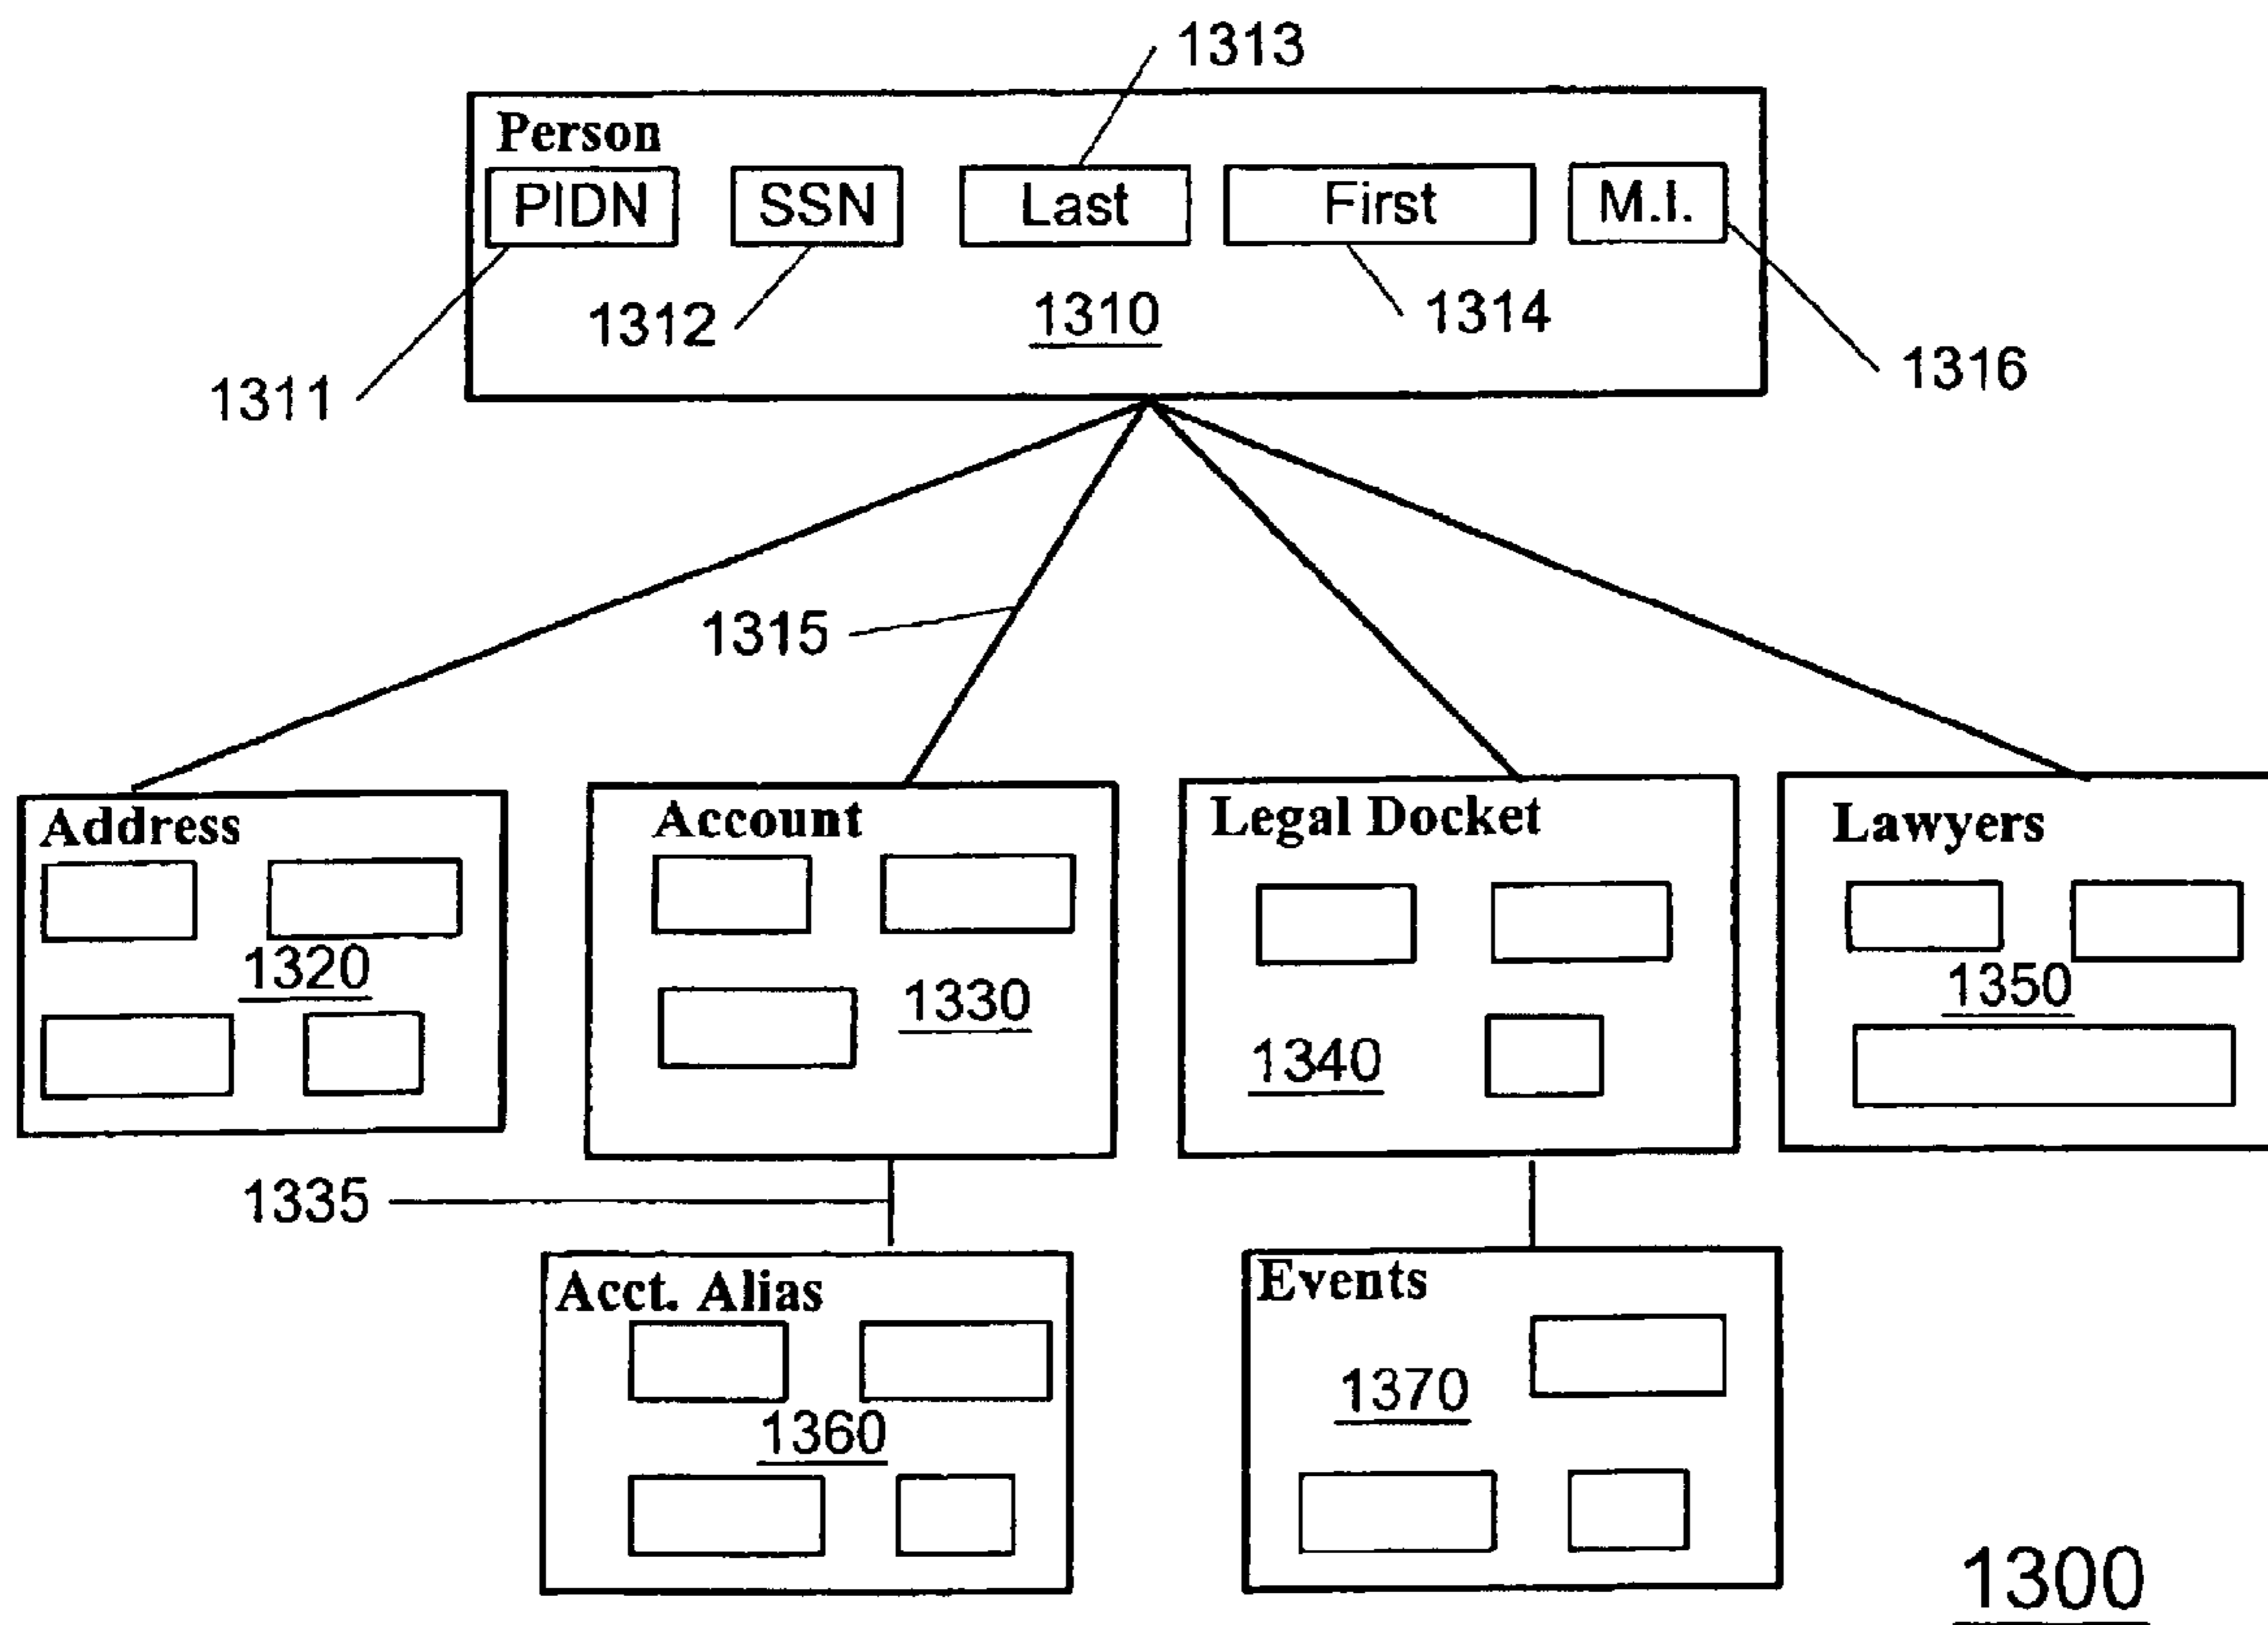 1313
Person
PIDN SSN Last First M.I.
1312 1310 1314
1311 1316
1315
Address Account Legal Docket Lawyers
1320 1330 1340 1350
1335
Acct. Alias Events
1360 1370
1300